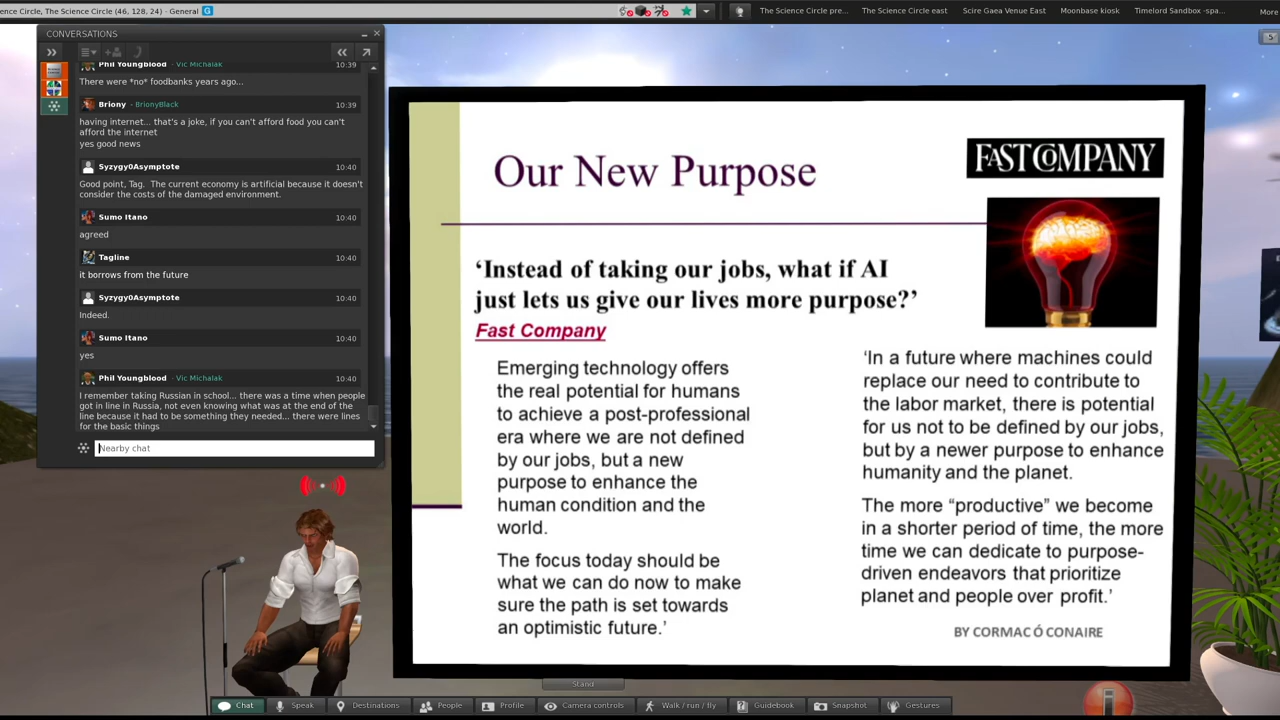 ence Circle, The Science Circle (46, 128, 24) - General G
The Science Circle pre The Science Circle east Scire Gaea Venue East Moonbase kiosk Timelord Sandbox -spa... More
CONVERSATIONS
Phil Youngblood - Vic Michalak 10:39
There were *no* foodbanks years ago...
Briony - BrionyBlack 10:39
having internet... that's a joke, if you can't afford food you can't
afford the internet
yes good news
Syzygy0Asymptote 10:40
Good point, Tag. The current economy is artificial because it doesn't
consider the costs of the damaged environment.
Sumo Itano 10:40
agreed
Tagline 10:40
it borrows from the future
Syzygy0Asymptote 10:40
Indeed.
Sumo Itano 10:40
yes
Phil Youngblood - Vic Michalak 10:40
I remember taking Russian in school... there was a time when people
got in line in Russia, not even knowing what was at the end of the
line because it had to be something they needed... there were lines
for the basic things
Nearby chat
Our New Purpose
FAST COMPANY
‘Instead of taking our jobs, what if AI
just lets us give our lives more purpose?’
Fast Company
Emerging technology offers
the real potential for humans
to achieve a post-professional
era where we are not defined
by our jobs, but a new
purpose to enhance the
human condition and the
world.
The focus today should be
what we can do now to make
sure the path is set towards
an optimistic future.’
‘In a future where machines could
replace our need to contribute to
the labor market, there is potential
for us not to be defined by our jobs,
but by a newer purpose to enhance
humanity and the planet.
The more “productive” we become
in a shorter period of time, the more
time we can dedicate to purpose-
driven endeavors that prioritize
planet and people over profit.’
BY CORMAC Ó CONAIRE
Stand
Chat Speak Destinations People Profile Camera controls Walk / run / fly Guidebook Snapshot Gestures